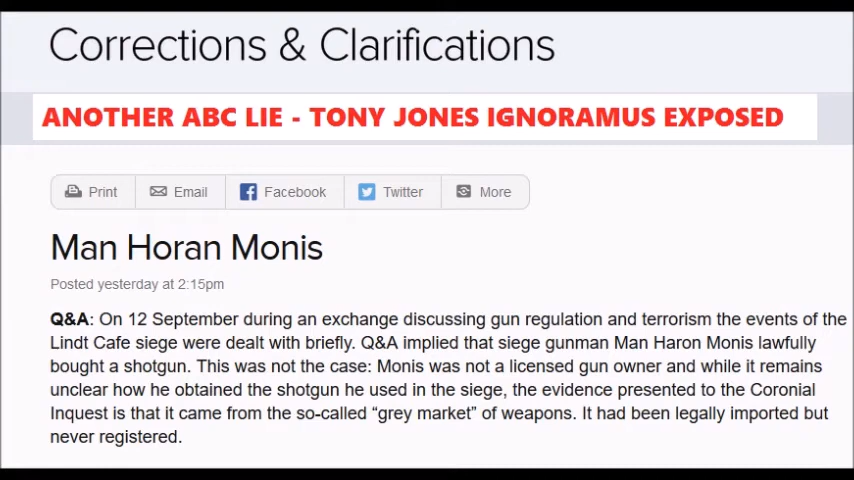 Corrections & Clarifications
ANOTHER ABC LIE - TONY JONES IGNORAMUS EXPOSED
Print Email Facebook Twitter More
Man Horan Monis
Posted yesterday at 2:15pm
Q&A: On 12 September during an exchange discussing gun regulation and terrorism the events of the
Lindt Cafe siege were dealt with briefly. Q&A implied that siege gunman Man Haron Monis lawfully
bought a shotgun. This was not the case: Monis was not a licensed gun owner and while it remains
unclear how he obtained the shotgun he used in the siege, the evidence presented to the Coronial
Inquest is that it came from the so-called “grey market” of weapons. It had been legally imported but
never registered.